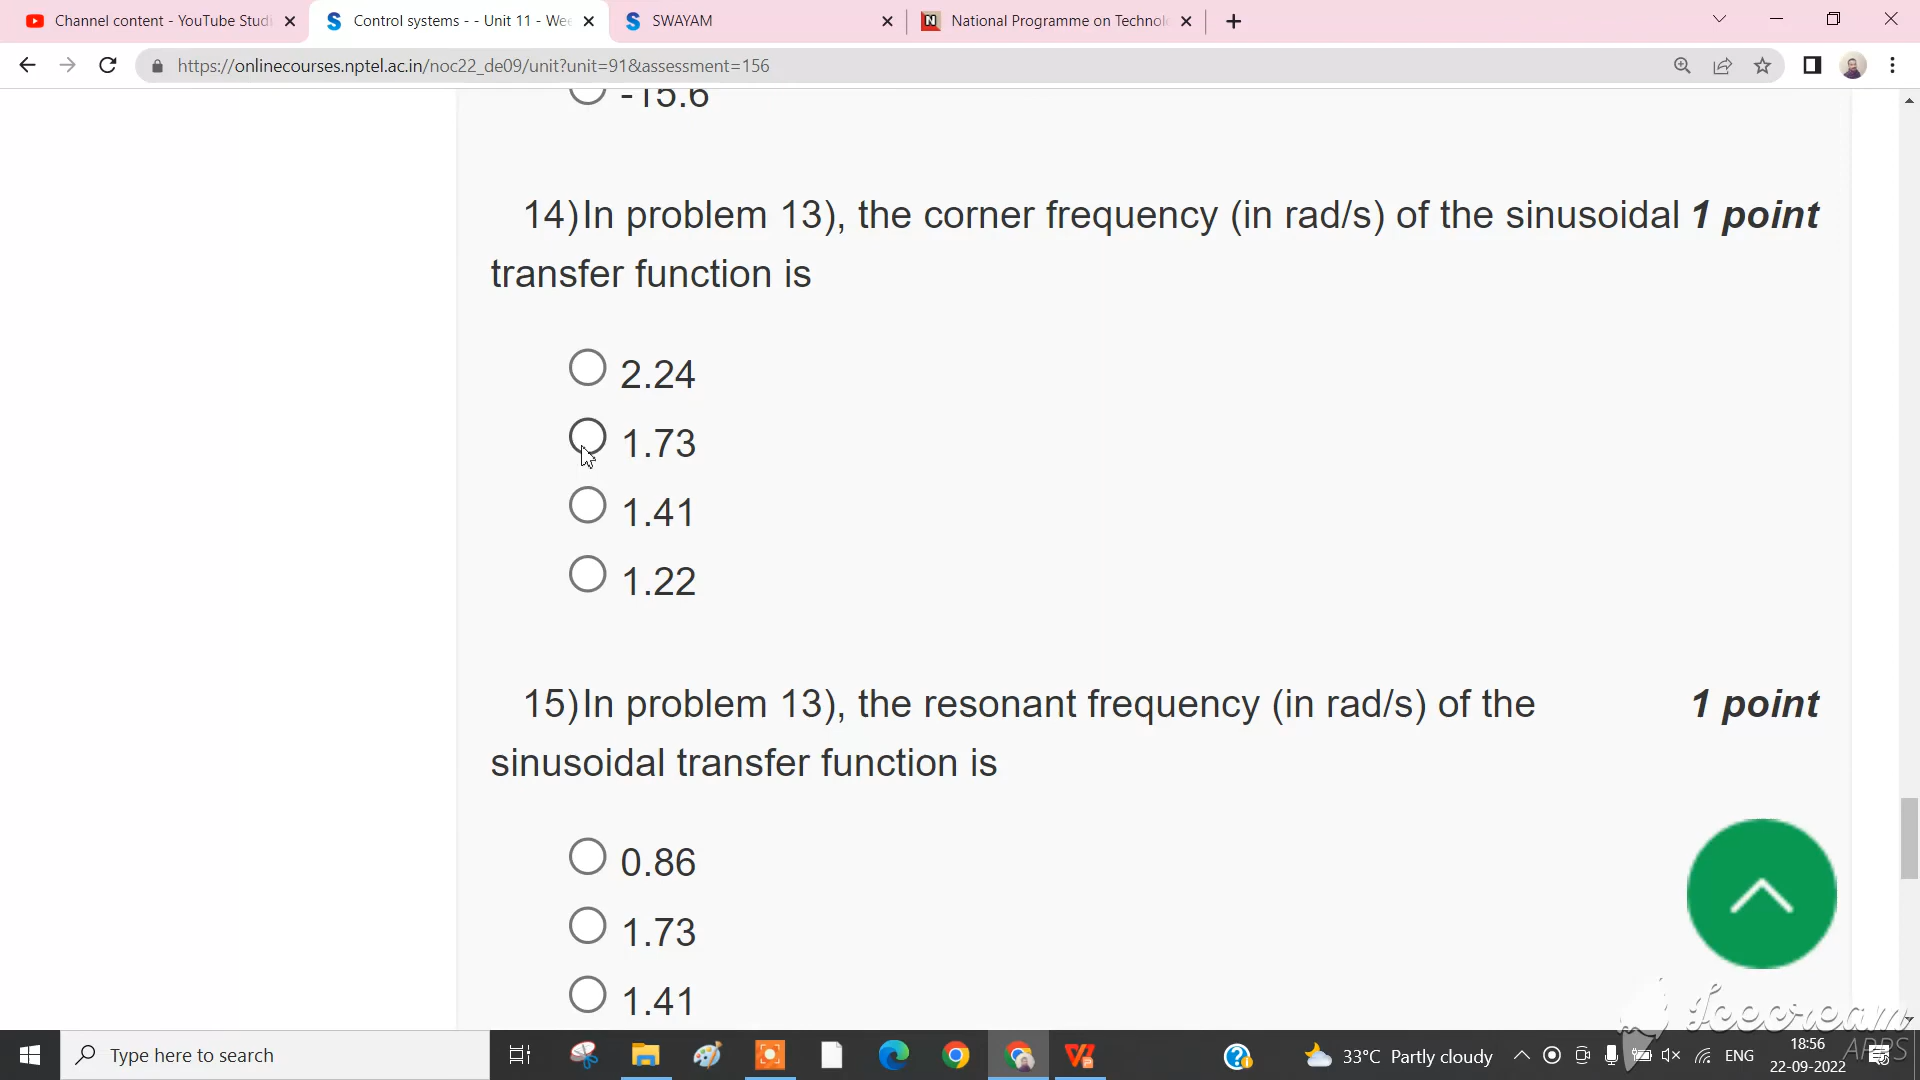 Channel content - YouTube Studi
Control systems - - Unit 11 - Wee
SWAYAM
National Programme on Technol
https://onlinecourses.nptel.ac.in/noc22_de09/unit?unit=91&assessment=156
-15.6
14)In problem 13), the corner frequency (in rad/s) of the sinusoidal 1 point
transfer function is
2.24
1.73
1.41
1.22
15)In problem 13), the resonant frequency (in rad/s) of the 1 point
sinusoidal transfer function is
0.86
1.73
1.41
Icecream
APPS
Type here to search
33°C Partly cloudy
ENG
18:56
22-09-2022